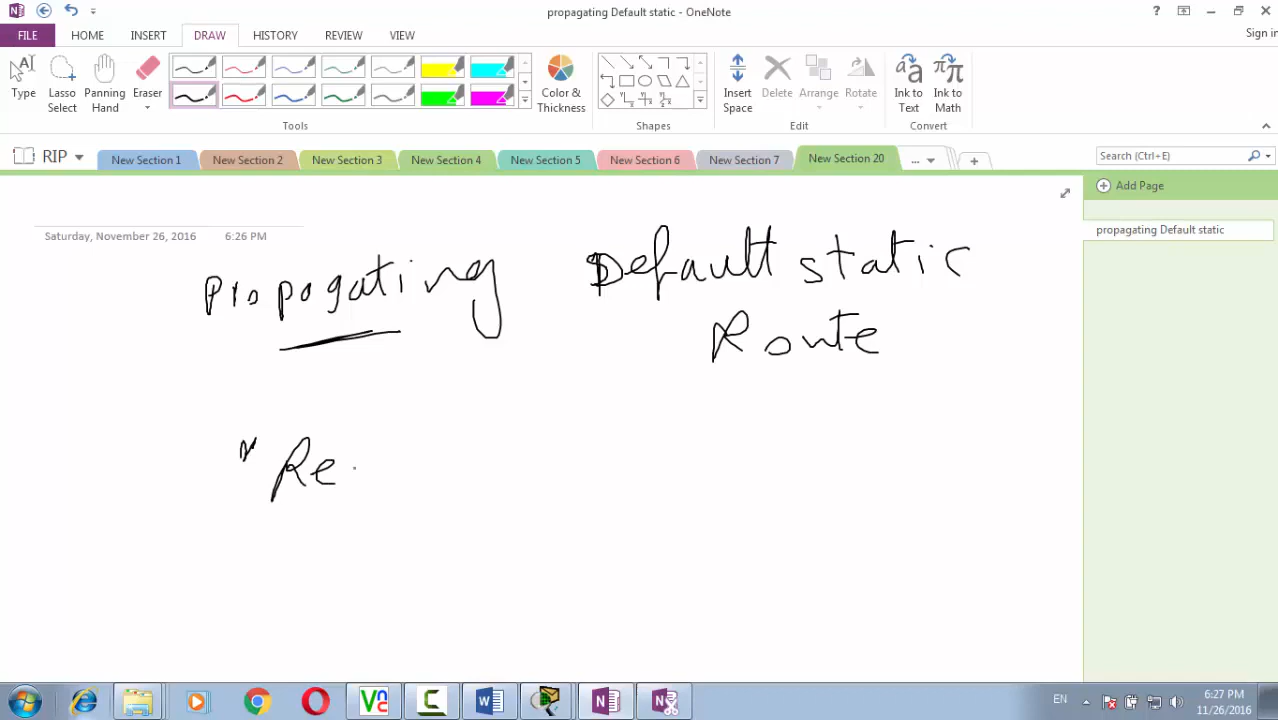 propagating Default static - OneNote
? 
Sign in
FILE HOME INSERT DRAW HISTORY REVIEW VIEW
Type Lasso Select Panning Hand Eraser Color & Thickness Insert Space Delete Arrange Rotate Ink to Text Ink to Math
Tools Shapes Edit Convert
RIP New Section 1 New Section 2 New Section 3 New Section 4 New Section 5 New Section 6 New Section 7 New Section 20 ... Search (Ctrl+E)
Add Page
propagating Default static
Saturday, November 26, 2016 6:26 PM
Propogating Default static
Route
* Re
EN 6:27 PM
11/26/2016